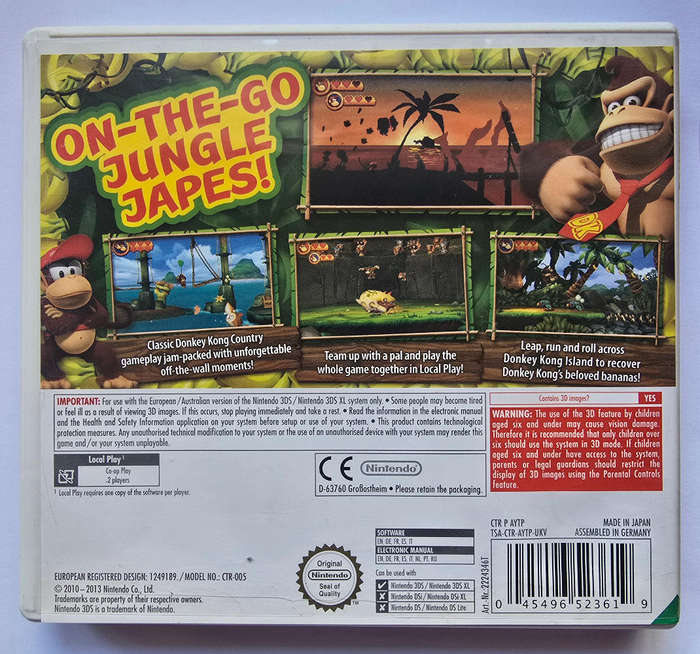 ON-THE-GO
JUNGLE
JAPES!
Classic Donkey Kong Country
gameplay jam-packed with unforgettable
off-the-wall moments!
Team up with a pal and play the
whole game together in Local Play!
Leap, run and roll across
Donkey Kong Island to recover
Donkey Kong's beloved bananas!
IMPORTANT: For use with the European/Australian version of the Nintendo 3DS/Nintendo 3DS XL system only. • Some people may become tired
or feel ill as a result of viewing 3D images. If this occurs, stop playing immediately and take a rest. • Read the information in the electronic manual
and the Health and Safety Information application on your system before setup or use of your system. • This product contains technological
protection measures. Any unauthorised technical modification to your system or the use of an unauthorised device with your system may render this
game and/or your system unplayable.
Contains 3D images? YES
WARNING: The use of the 3D feature by children
aged six and under may cause vision damage.
Therefore it is recommended that only children over
six should use the system in 3D mode. If children
aged six and under have access to the system,
parents or legal guardians should restrict the
display of 3D images using the Parental Controls
feature.
Local Play¹
Co-op Play
2 players
¹ Local Play requires one copy of the software per player.
CE Nintendo
D-63760 Großostheim • Please retain the packaging.
SOFTWARE
EN, DE, FR, ES, IT
ELECTRONIC MANUAL
EN, DE, FR, ES, IT, NL, PT, RU
Can be used with
Nintendo 3DS / Nintendo 3DS XL
Nintendo DSi / Nintendo DSi XL
Nintendo DS / Nintendo DS Lite
Original
Nintendo
Seal of
Quality
CTR P AYTP
TSA-CTR-AYTP-UKV
MADE IN JAPAN
ASSEMBLED IN GERMANY
Art.-Nr. 2224346T
0 45496 52361 9
EUROPEAN REGISTERED DESIGN: 1249189. / MODEL NO.: CTR-005
© 2010–2013 Nintendo Co., Ltd.
Trademarks are property of their respective owners.
Nintendo 3DS is a trademark of Nintendo.